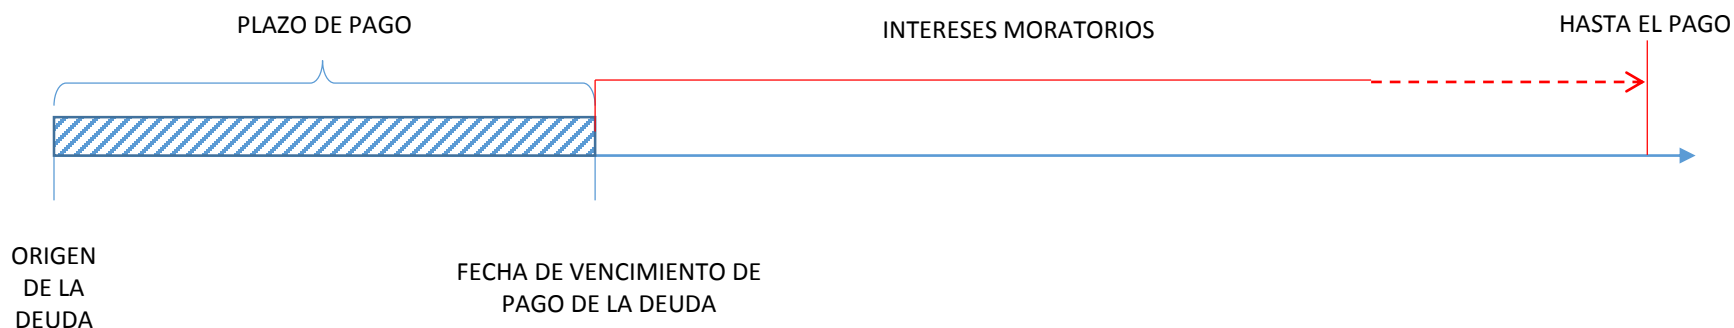 PLAZO DE PAGO
INTERESES MORATORIOS
HASTA EL PAGO
ORIGEN
DE LA
DEUDA
FECHA DE VENCIMIENTO DE
PAGO DE LA DEUDA